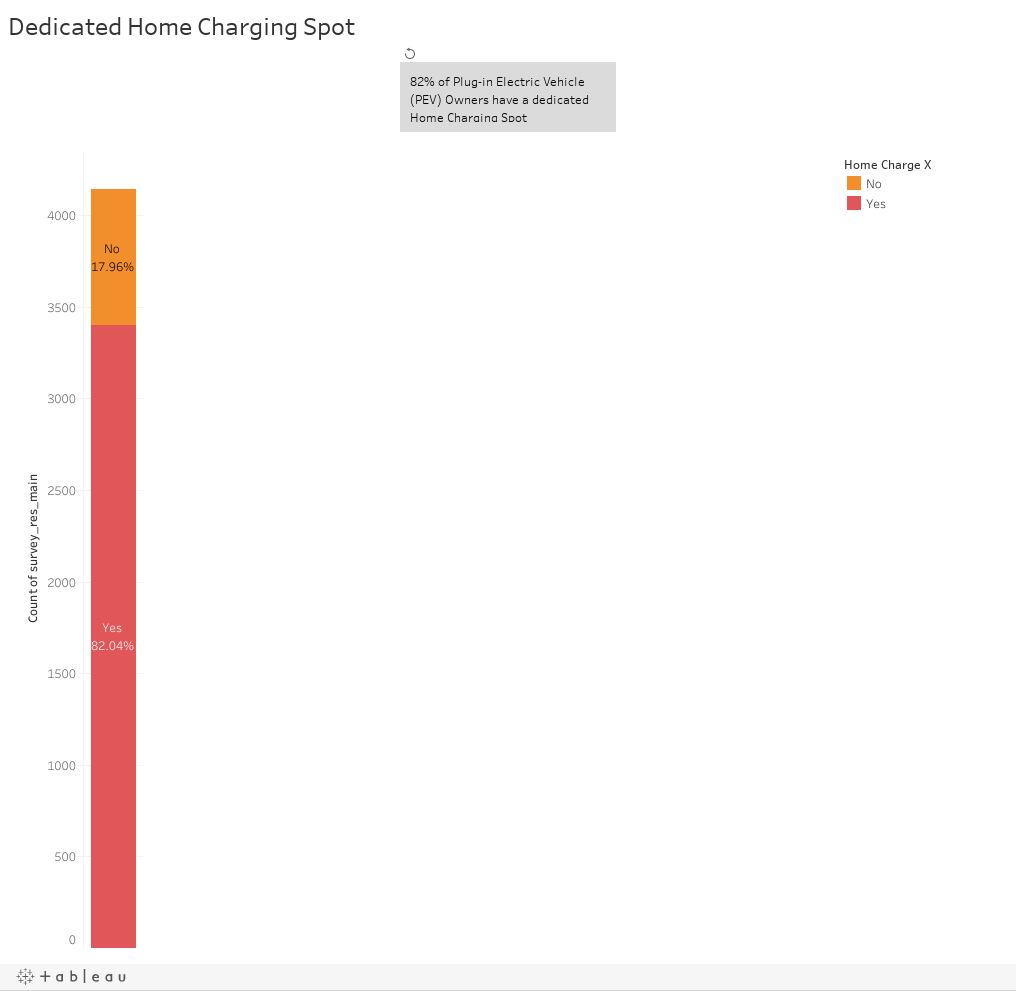 Dedicated Home Charging Spot
82% of Plug-in Electric Vehicle
(PEV) Owners have a dedicated
Home Charging Spot
Home Charge X
No
Yes
Count of survey_res_main
4000
3500
3000
2500
2000
1500
1000
500
0
No
17.96%
Yes
82.04%
+ a b l e a u